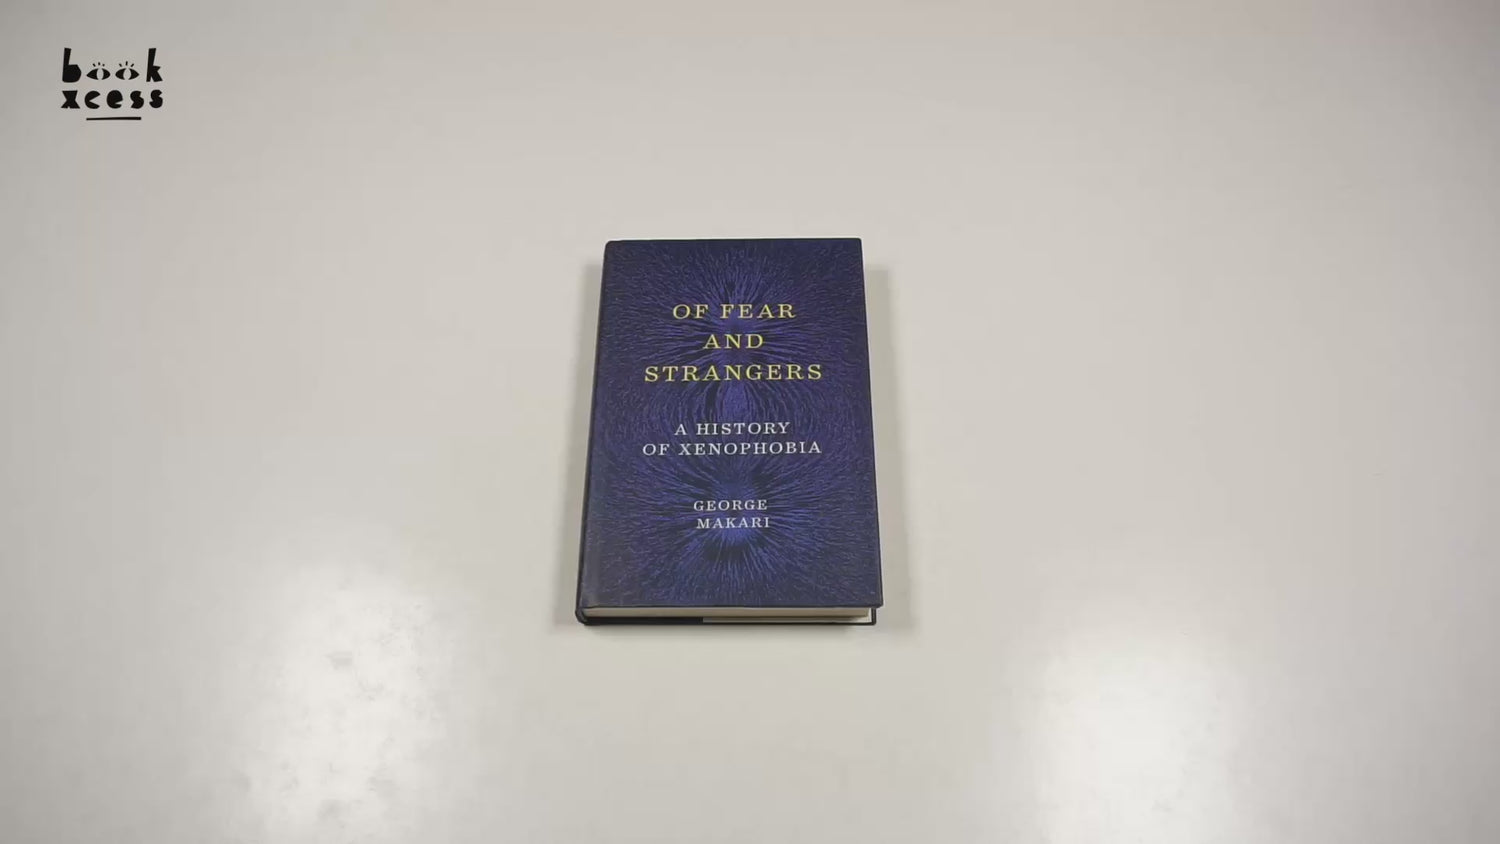 book
xcess
OF FEAR
AND
STRANGERS
A HISTORY
OF XENOPHOBIA
GEORGE
MAKARI